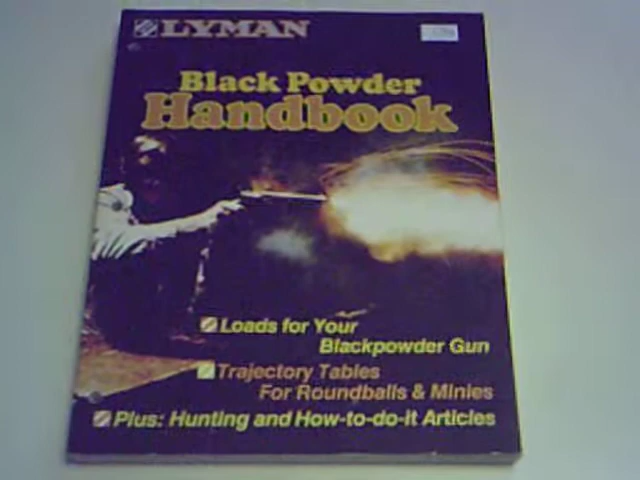 LYMAN
Black Powder
Handbook
Loads for Your
Blackpowder Gun
Trajectory Tables
For Roundballs & Minies
Plus: Hunting and How-to-do-it Articles